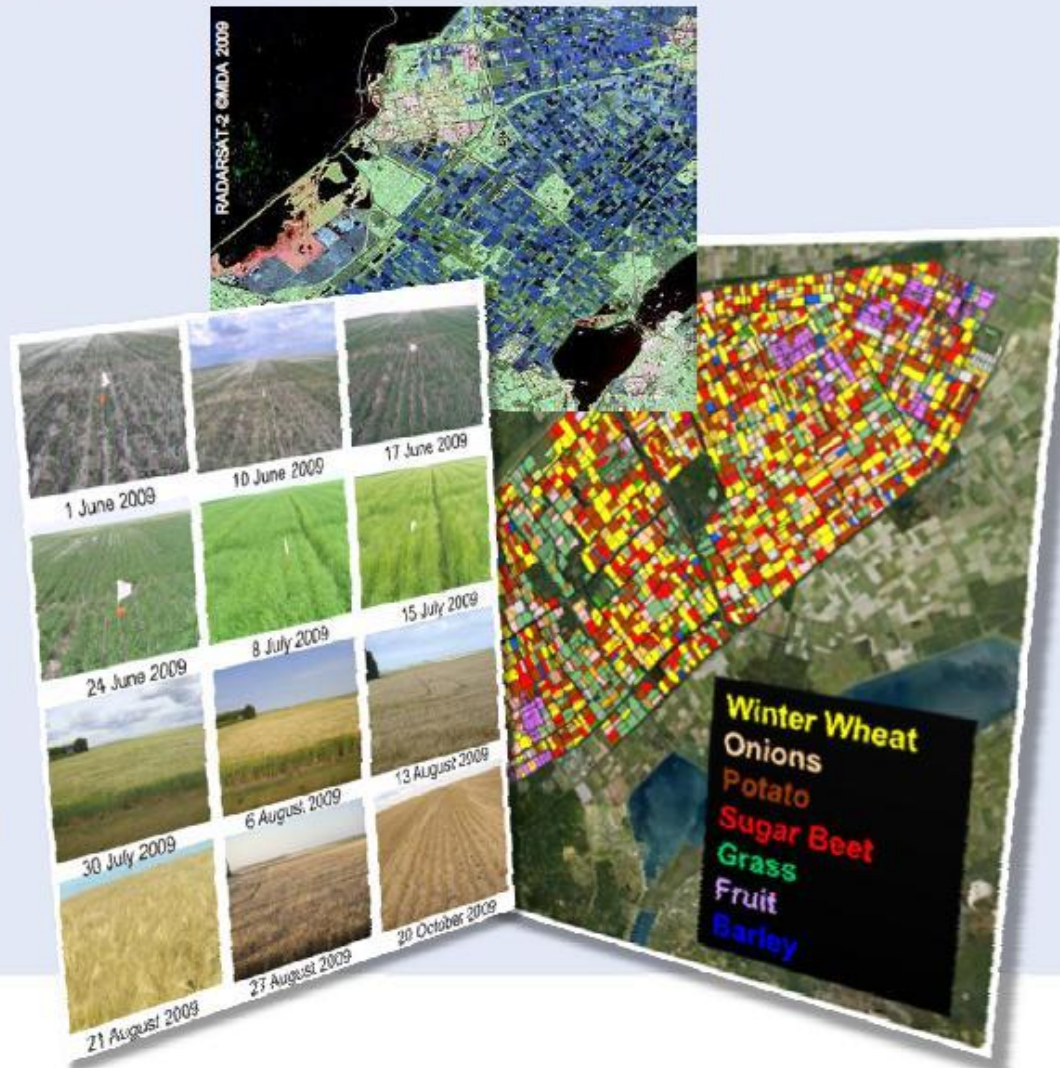 RADARSAT-2 ©MDA 2009
1 June 2009
10 June 2009
17 June 2009
24 June 2009
8 July 2009
15 July 2009
30 July 2009
6 August 2009
13 August 2009
21 August 2009
27 August 2009
20 October 2009
Winter Wheat
Onions
Potato
Sugar Beet
Grass
Fruit
Barley